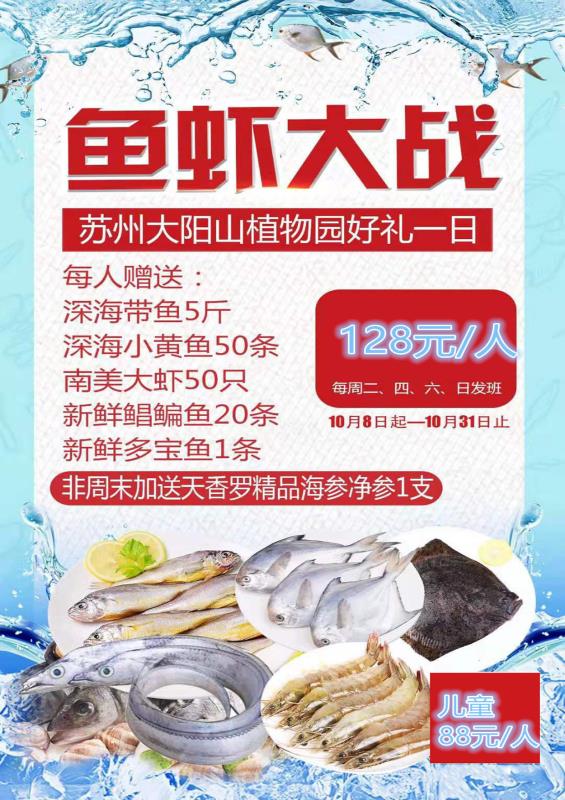 鱼虾大战
苏州大阳山植物园好礼一日
每人赠送：
深海带鱼5斤
深海小黄鱼50条
南美大虾50只
新鲜鲳鳊鱼20条
新鲜多宝鱼1条
128元/人
每周二、四、六、日发班
10月8日起—10月31日止
非周末加送天香罗精品海参净参1支
儿童
88元/人